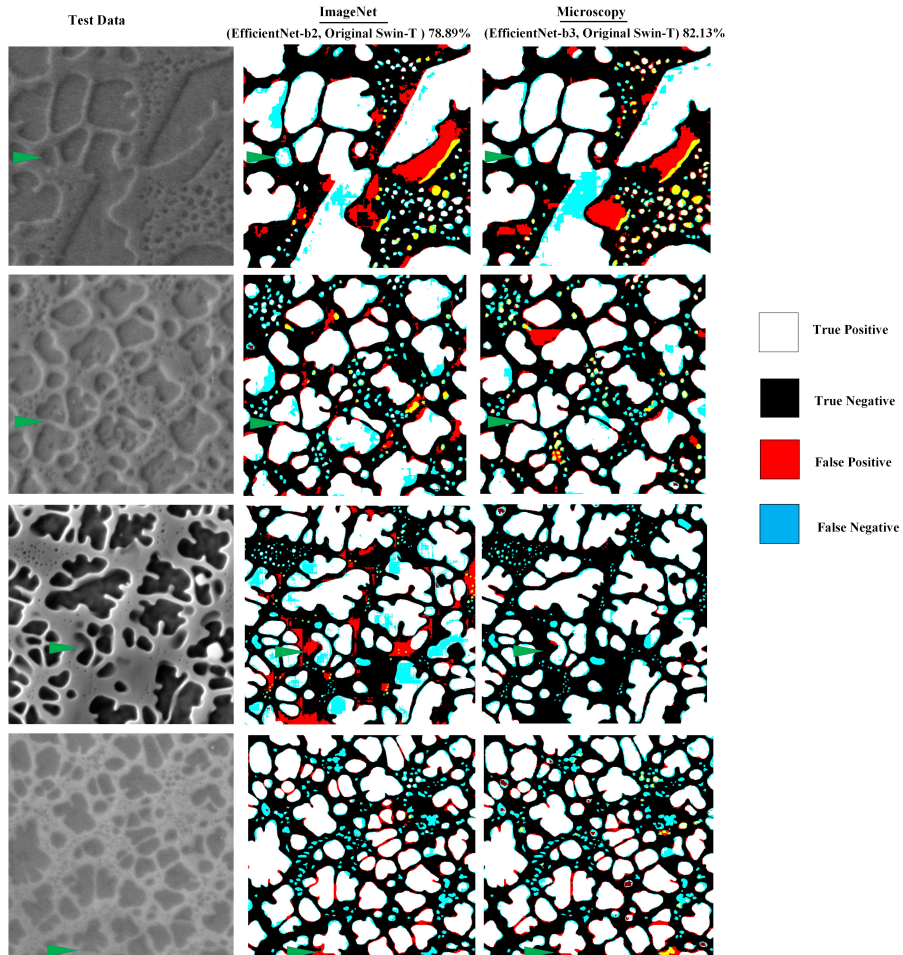 Test Data
ImageNet
(EfficientNet-b2, Original Swin-T ) 78.89%
Microscopy
(EfficientNet-b3, Original Swin-T) 82.13%
True Positive
True Negative
False Positive
False Negative